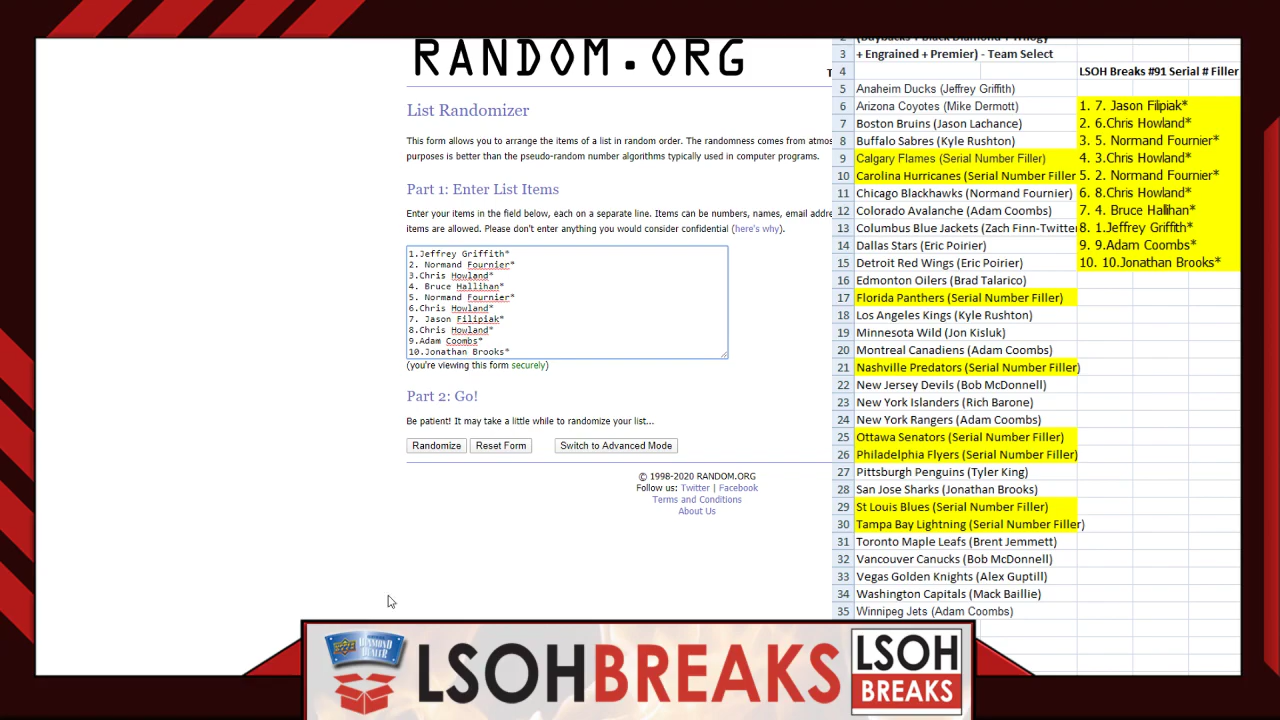 RANDOM.ORG
T
List Randomizer
This form allows you to arrange the items of a list in random order. The randomness comes from atmos
purposes is better than the pseudo-random number algorithms typically used in computer programs.
Part 1: Enter List Items
Enter your items in the field below, each on a separate line. Items can be numbers, names, email addre
items are allowed. Please don't enter anything you would consider confidential (here's why).
1.Jeffrey Griffith*
2. Normand Fournier*
3.Chris Howland*
4. Bruce Hallihan*
5. Normand Fournier*
6.Chris Howland*
7. Jason Filipiak*
8.Chris Howland*
9.Adam Coombs*
10.Jonathan Brooks*
(you're viewing this form securely)
Part 2: Go!
Be patient! It may take a little while to randomize your list...
Randomize Reset Form Switch to Advanced Mode
© 1998-2020 RANDOM.ORG
Follow us: Twitter | Facebook
Terms and Conditions
About Us
2 (Buybacks + Black Diamond + Trilogy
3 + Engrained + Premier) - Team Select
4 LSOH Breaks #91 Serial # Filler
5 Anaheim Ducks (Jeffrey Griffith)
6 Arizona Coyotes (Mike Dermott) 1. 7. Jason Filipiak*
7 Boston Bruins (Jason Lachance) 2. 6.Chris Howland*
8 Buffalo Sabres (Kyle Rushton) 3. 5. Normand Fournier*
9 Calgary Flames (Serial Number Filler) 4. 3.Chris Howland*
10 Carolina Hurricanes (Serial Number Filler 5. 2. Normand Fournier*
11 Chicago Blackhawks (Normand Fournier) 6. 8.Chris Howland*
12 Colorado Avalanche (Adam Coombs) 7. 4. Bruce Hallihan*
13 Columbus Blue Jackets (Zach Finn-Twitter 8. 1.Jeffrey Griffith*
14 Dallas Stars (Eric Poirier) 9. 9.Adam Coombs*
15 Detroit Red Wings (Eric Poirier) 10. 10.Jonathan Brooks*
16 Edmonton Oilers (Brad Talarico)
17 Florida Panthers (Serial Number Filler)
18 Los Angeles Kings (Kyle Rushton)
19 Minnesota Wild (Jon Kisluk)
20 Montreal Canadiens (Adam Coombs)
21 Nashville Predators (Serial Number Filler)
22 New Jersey Devils (Bob McDonnell)
23 New York Islanders (Rich Barone)
24 New York Rangers (Adam Coombs)
25 Ottawa Senators (Serial Number Filler)
26 Philadelphia Flyers (Serial Number Filler)
27 Pittsburgh Penguins (Tyler King)
28 San Jose Sharks (Jonathan Brooks)
29 St Louis Blues (Serial Number Filler)
30 Tampa Bay Lightning (Serial Number Filler)
31 Toronto Maple Leafs (Brent Jemmett)
32 Vancouver Canucks (Bob McDonnell)
33 Vegas Golden Knights (Alex Guptill)
34 Washington Capitals (Mack Baillie)
35 Winnipeg Jets (Adam Coombs)
DIAMOND
DEALER
LSOHBREAKS
LSOH
BREAKS